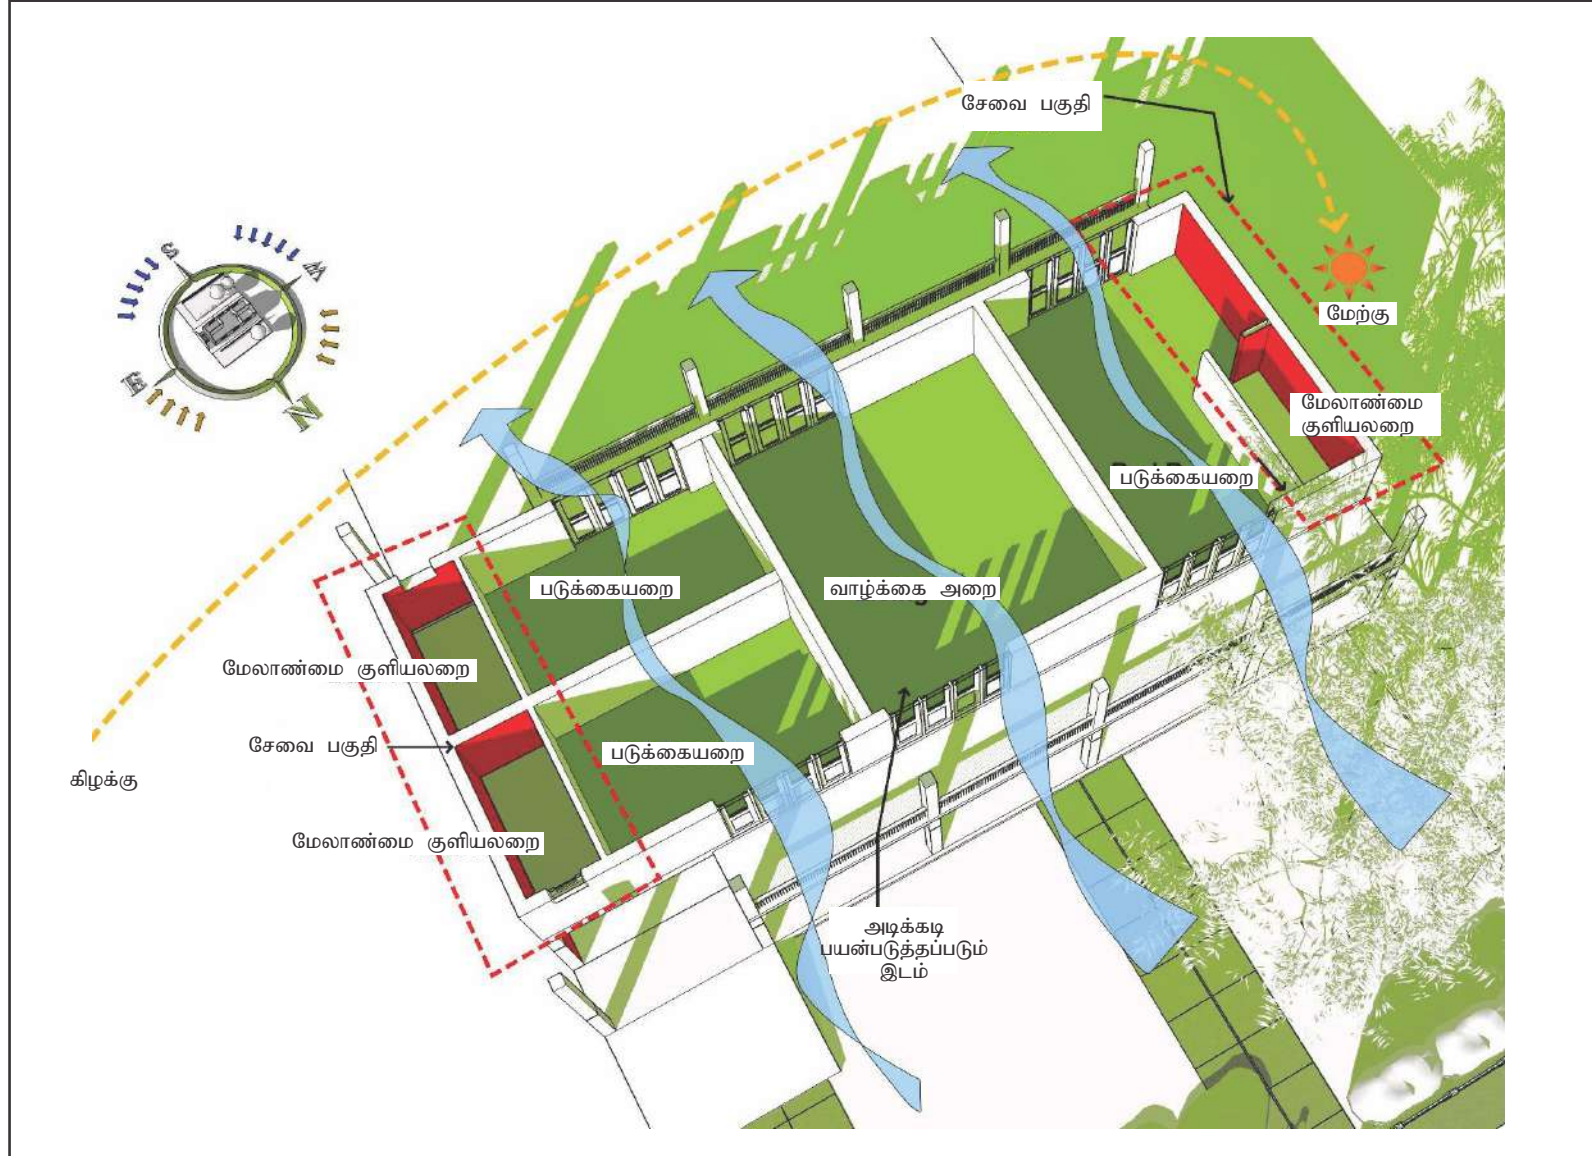 சேவை பகுதி
S
W
மேற்கு
E
N
மேலாண்மை
குளியலறை
படுக்கையறை
படுக்கையறை
வாழ்க்கை அறை
மேலாண்மை குளியலறை
சேவை பகுதி
படுக்கையறை
கிழக்கு
மேலாண்மை குளியலறை
அடிக்கடி
பயன்படுத்தப்படும்
இடம்